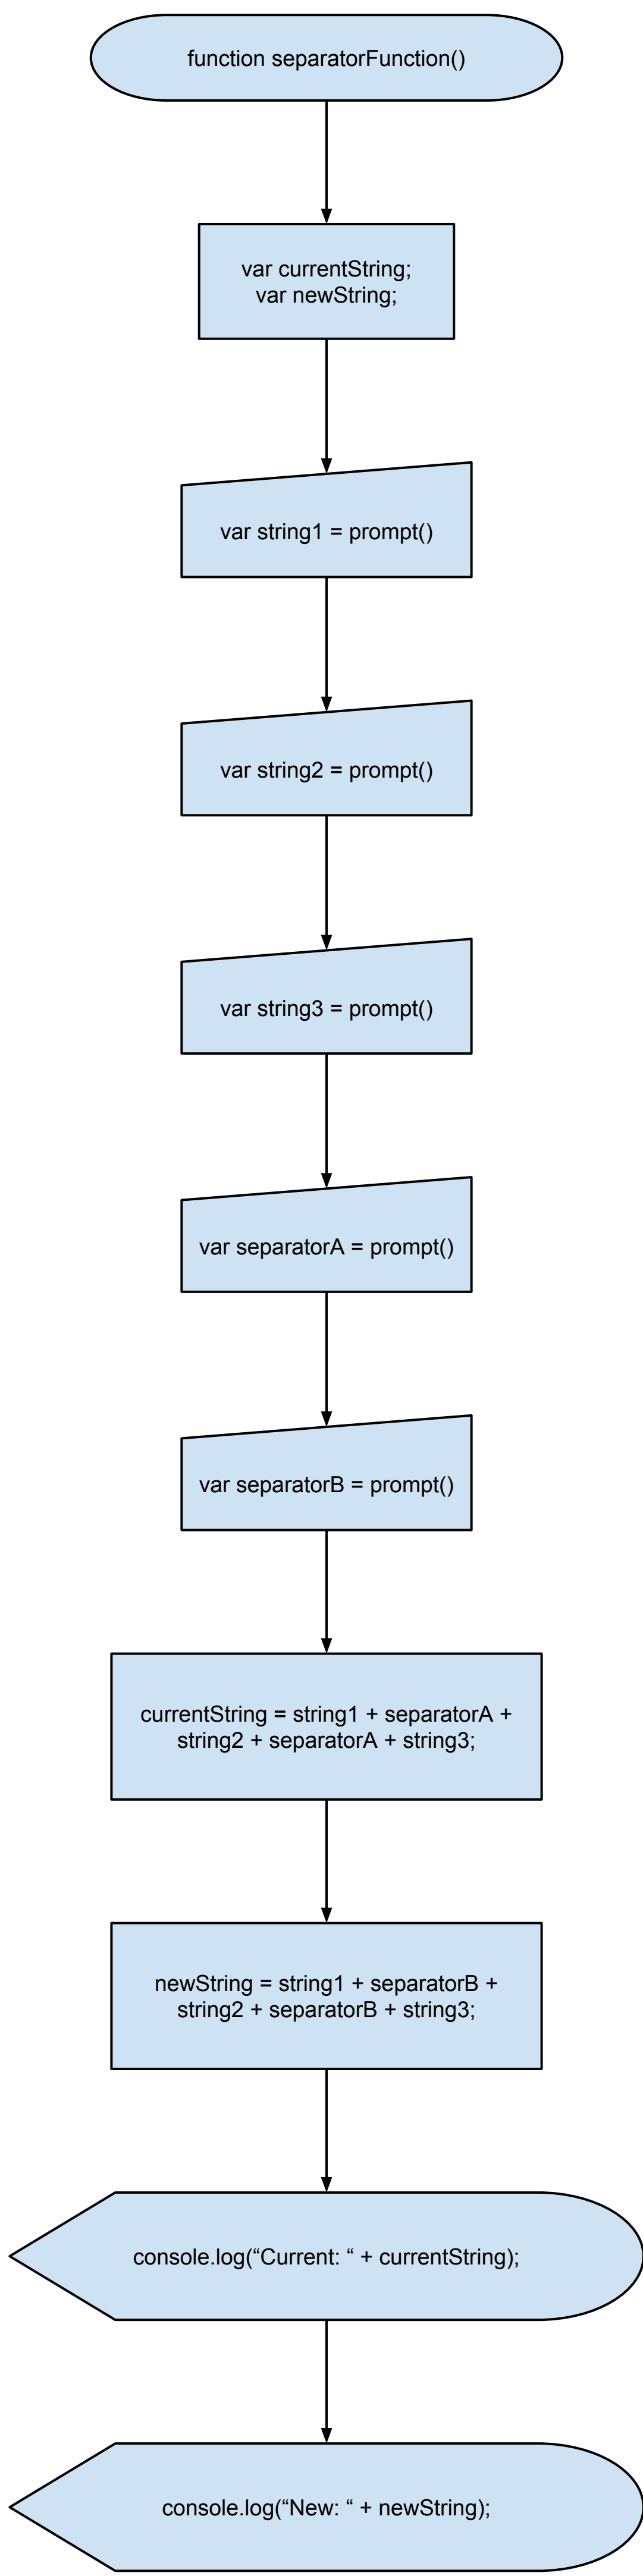 function separatorFunction()
var currentString;
var newString;
var string1 = prompt()
var string2 = prompt()
var string3 = prompt()
var separatorA = prompt()
var separatorB = prompt()
currentString = string1 + separatorA +
string2 + separatorA + string3;
newString = string1 + separatorB +
string2 + separatorB + string3;
console.log(“Current: “ + currentString);
console.log(“New: “ + newString);